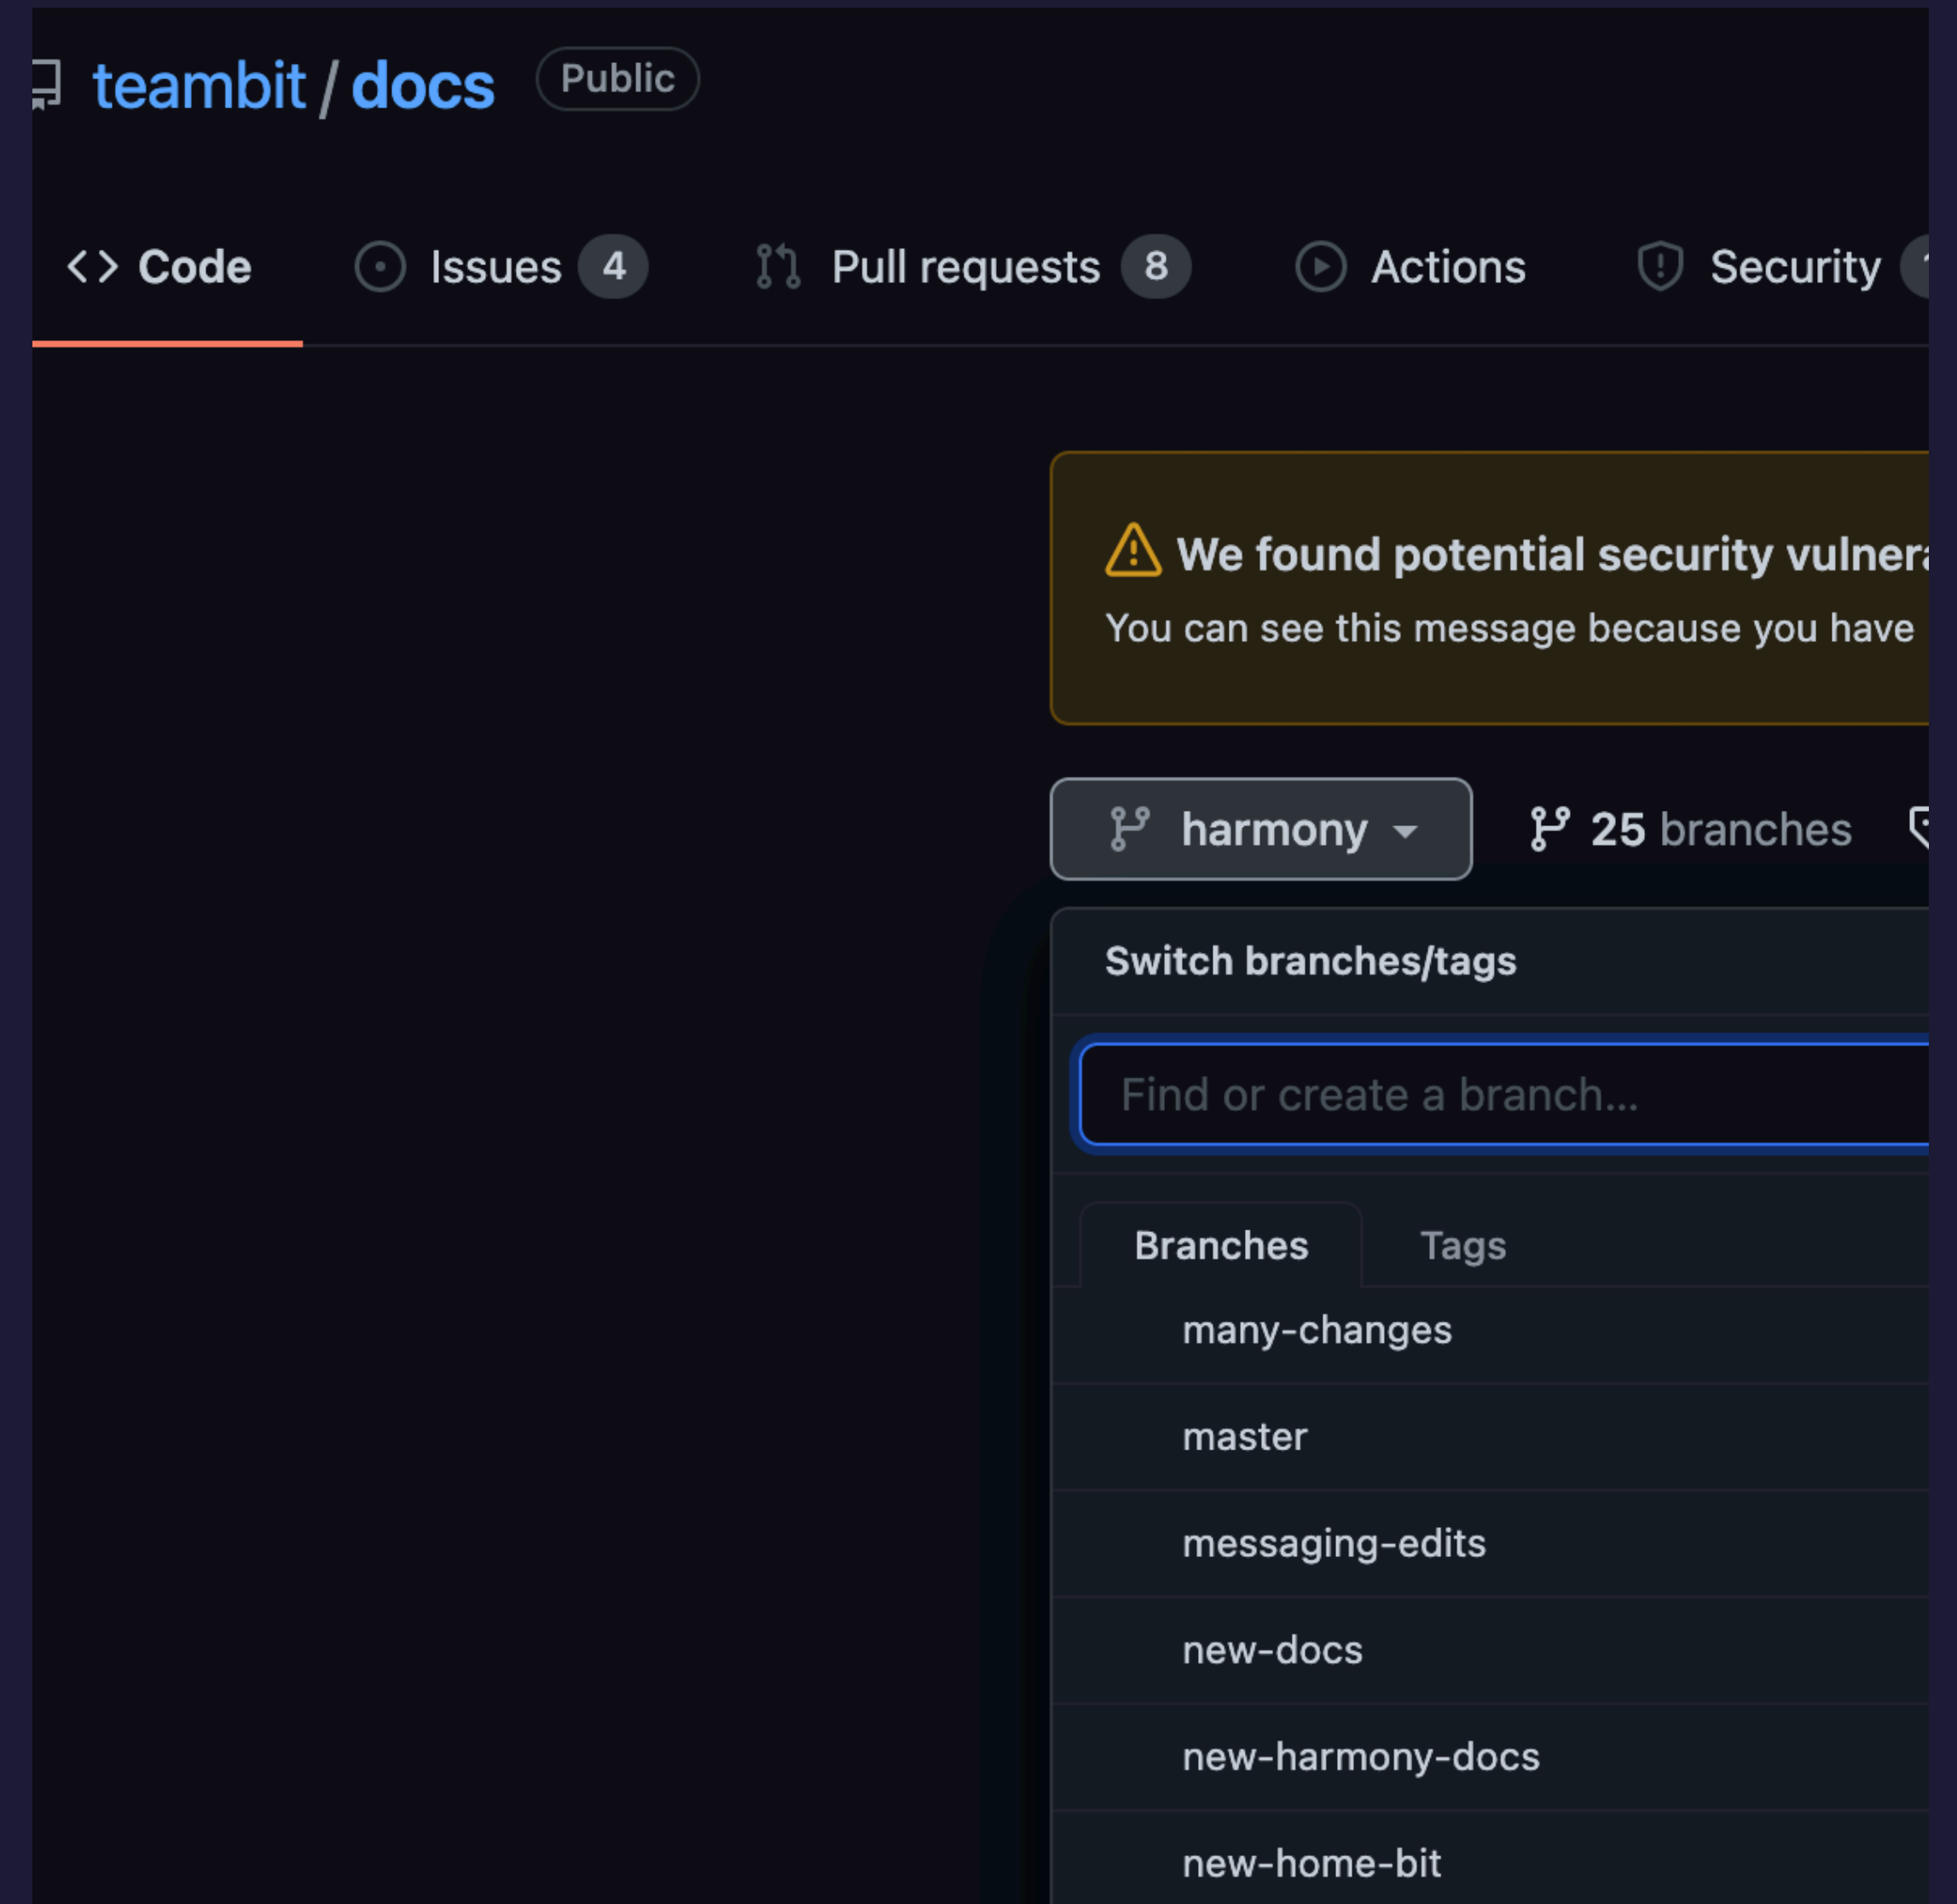 teambit / docs Public
Code Issues 4 Pull requests 8 Actions Security
We found potential security
You can see this message because you have
harmony 25 branches
Switch branches/tags
Find or create a branch...
Branches Tags
many-changes
master
messaging-edits
new-docs
new-harmony-docs
new-home-bit